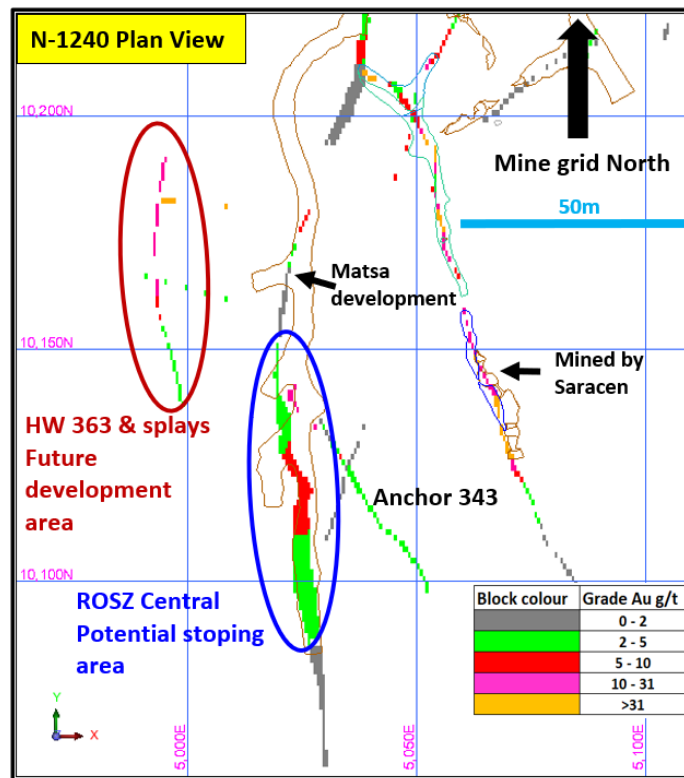 N-1240 Plan View
10,200N
Mine grid North
50m
Matsa
development
10,150N
Mined by
Saracen
HW 363 & splays
Future
development
area
Anchor 343
10,100N
ROSZ Central
Potential stoping
area
Block colour Grade Au g/t
0 - 2
2 - 5
5 - 10
10 - 31
>31
Y
X
5,000E
5,050E
5,100E